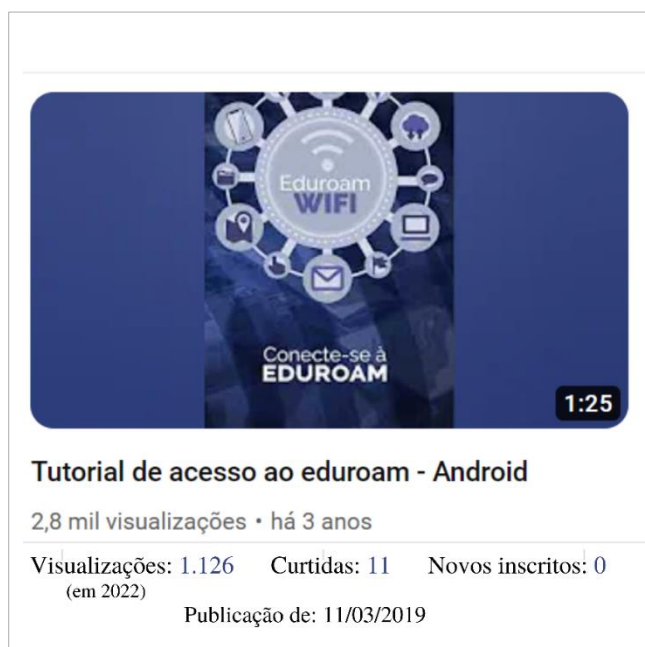 Eduroam
WIFI
Conecte-se à
EDUROAM
1:25
Tutorial de acesso ao eduroam - Android
2,8 mil visualizações • há 3 anos
Visualizações: 1.126 Curtidas: 11 Novos inscritos: 0
(em 2022)
Publicação de: 11/03/2019